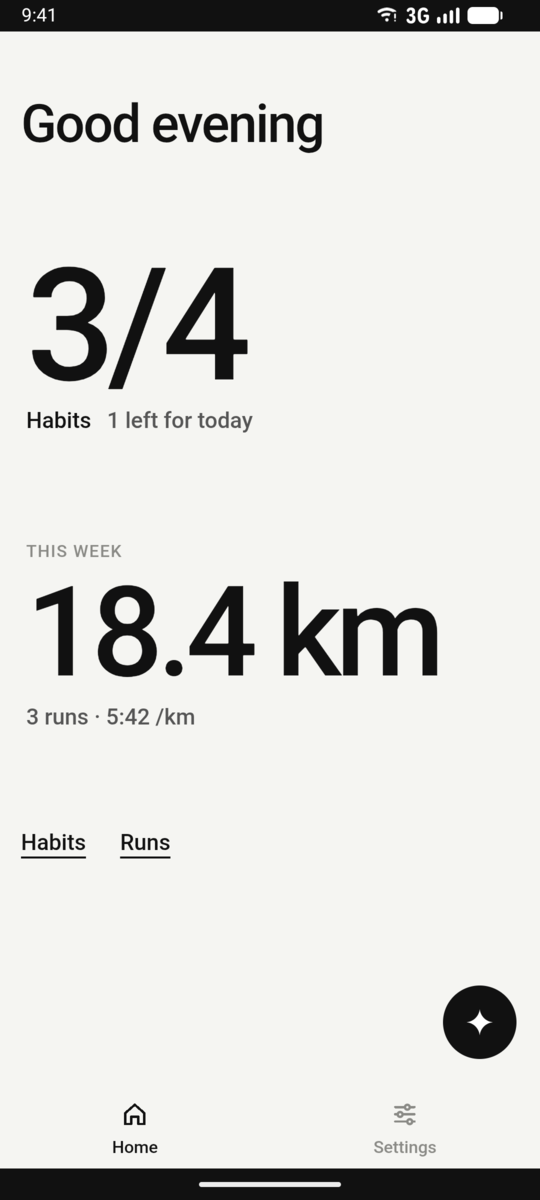 9:41
3G
Good evening
3/4
Habits 1 left for today
THIS WEEK
18.4 km
3 runs · 5:42 /km
Habits Runs
Home Settings